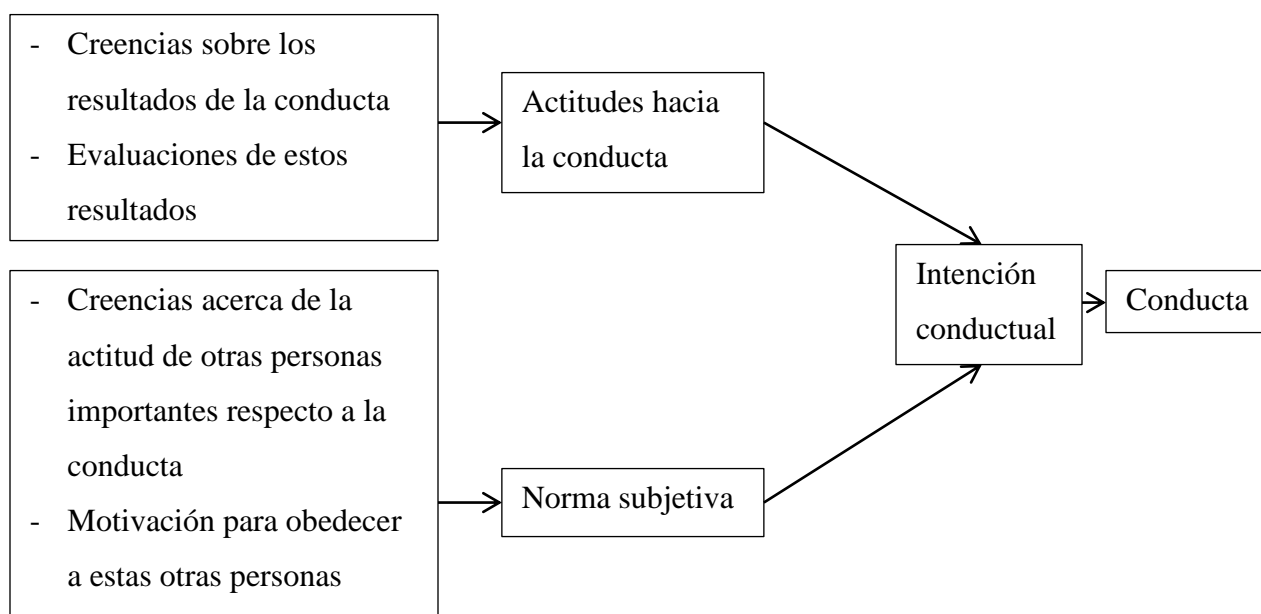 - Creencias sobre los
resultados de la conducta
- Evaluaciones de estos
resultados
Actitudes hacia
la conducta
- Creencias acerca de la
actitud de otras personas
importantes respecto a la
conducta
- Motivación para obedecer
a estas otras personas
Norma subjetiva
Intención
conductual
Conducta